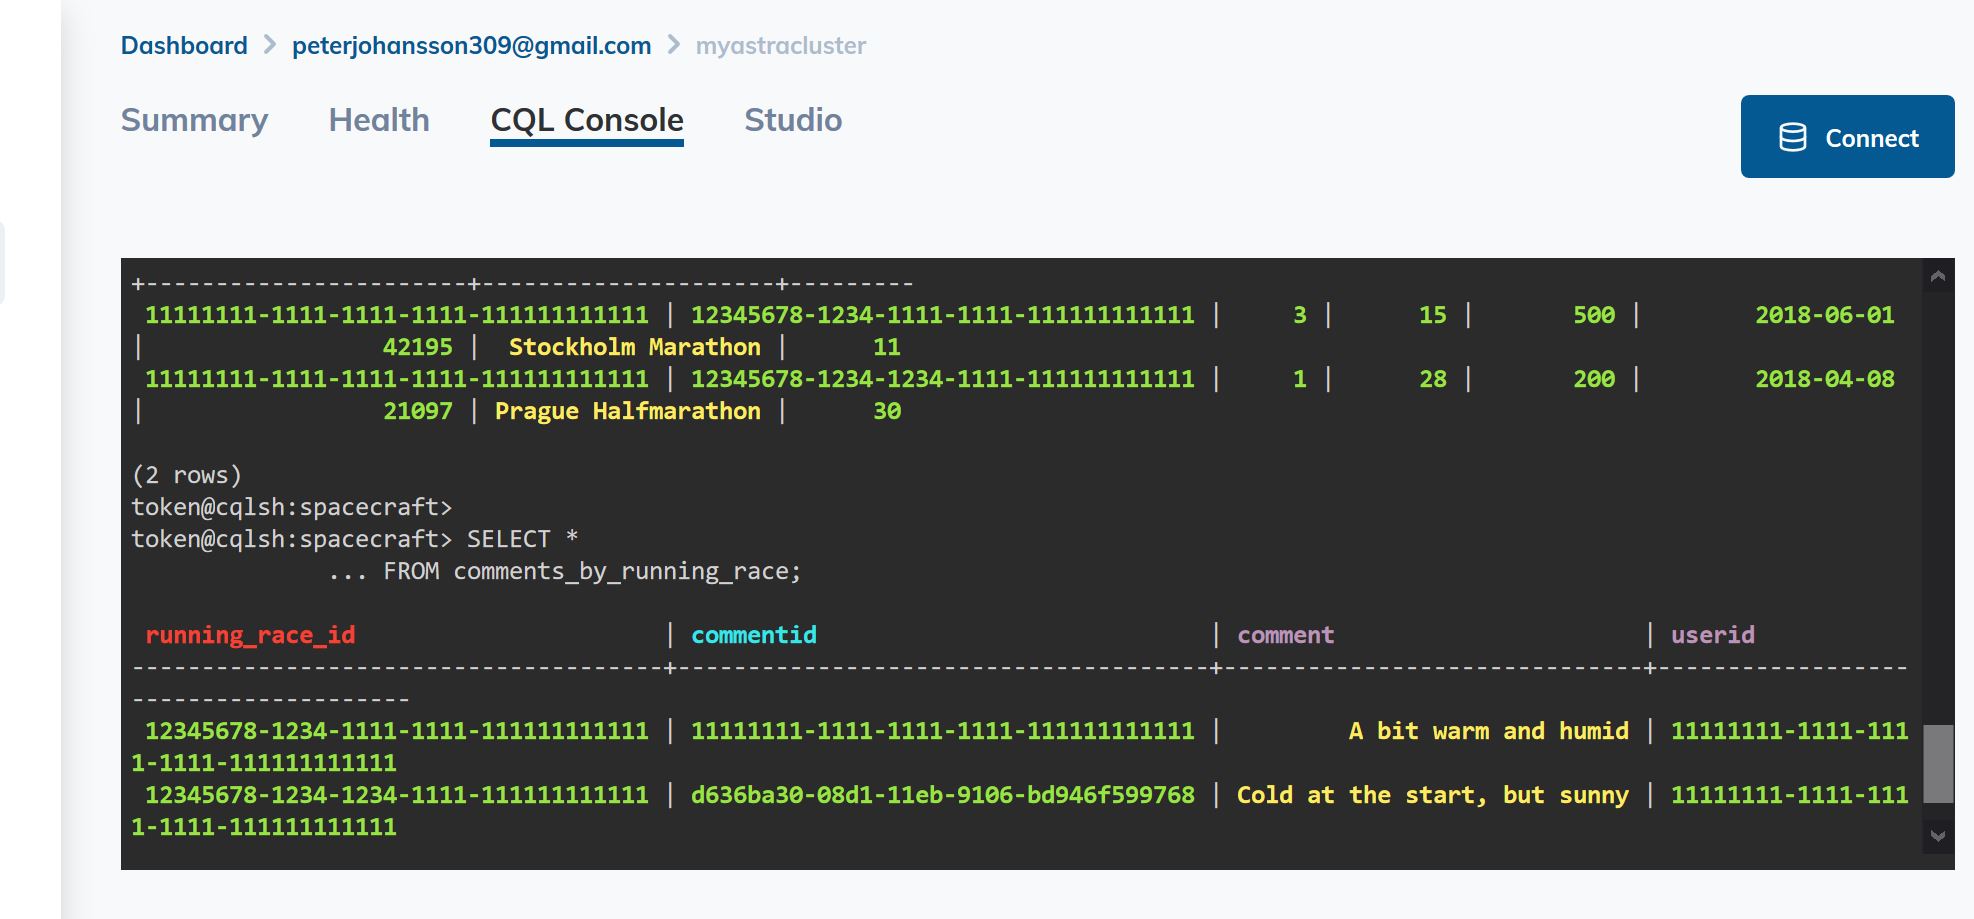 Dashboard > peterjohansson309@gmail.com > myastracluster
Summary Health CQL Console Studio
Connect
+-----------------------+---------------------+---------
11111111-1111-1111-1111-111111111111 | 12345678-1234-1111-1111-111111111111 | 3 | 15 | 500 | 2018-06-01
| 42195 | Stockholm Marathon | 11
11111111-1111-1111-1111-111111111111 | 12345678-1234-1234-1111-111111111111 | 1 | 28 | 200 | 2018-04-08
| 21097 | Prague Halfmarathon | 30
(2 rows)
token@cqlsh:spacecraft>
token@cqlsh:spacecraft> SELECT *
... FROM comments_by_running_race;
running_race_id | commentid | comment | userid
--------------------------------------+--------------------------------------+------------------------------+------------------
--------------------
12345678-1234-1111-1111-111111111111 | 11111111-1111-1111-1111-111111111111 | A bit warm and humid | 11111111-1111-111
1-1111-111111111111
12345678-1234-1234-1111-111111111111 | d636ba30-08d1-11eb-9106-bd946f599768 | Cold at the start, but sunny | 11111111-1111-111
1-1111-111111111111